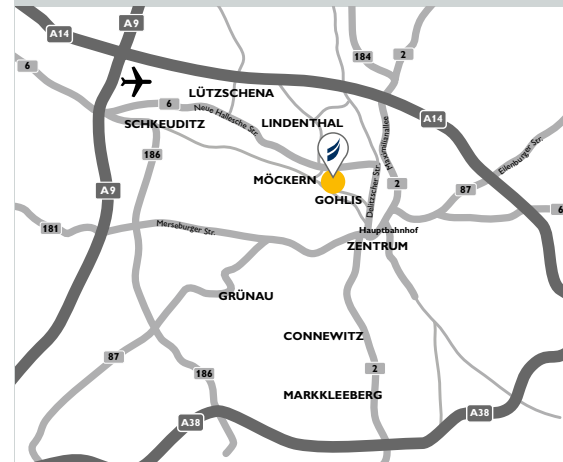 A9
A14
2
184
6
LÜTZSCHENA
6
Neue Hallesche Str.
SCHKEUDITZ
LINDENTHAL
A14
Maximilianallee
186
MÖCKERN
Delitzscher Str.
2
87
Eilenburger Str.
A9
GOHLIS
6
181
Merseburger Str.
Hauptbahnhof
ZENTRUM
GRÜNAU
CONNEWITZ
87
186
2
MARKKLEEBERG
A38
A38